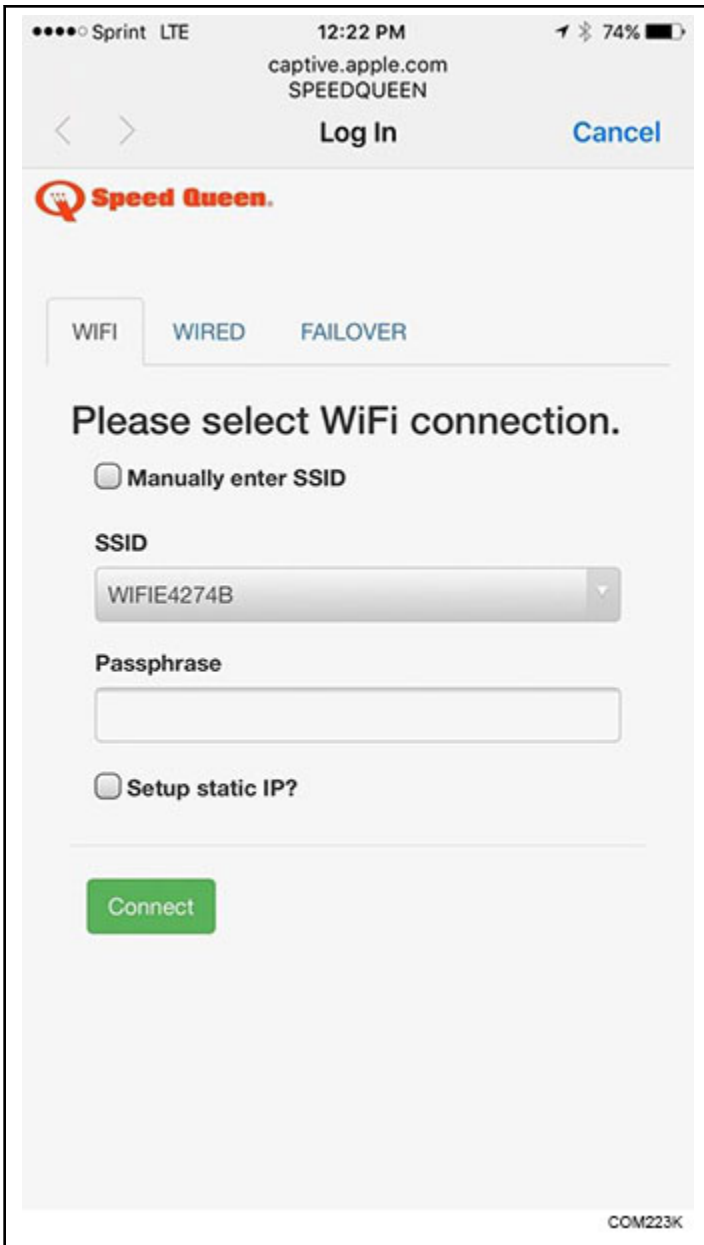 Sprint LTE 12:22 PM 74%
captive.apple.com
SPEEDQUEEN
Log In Cancel
Speed Queen.
WIFI WIRED FAILOVER
Please select WiFi connection.
Manually enter SSID
SSID
WIFIE4274B
Passphrase
Setup static IP?
Connect
COM223K